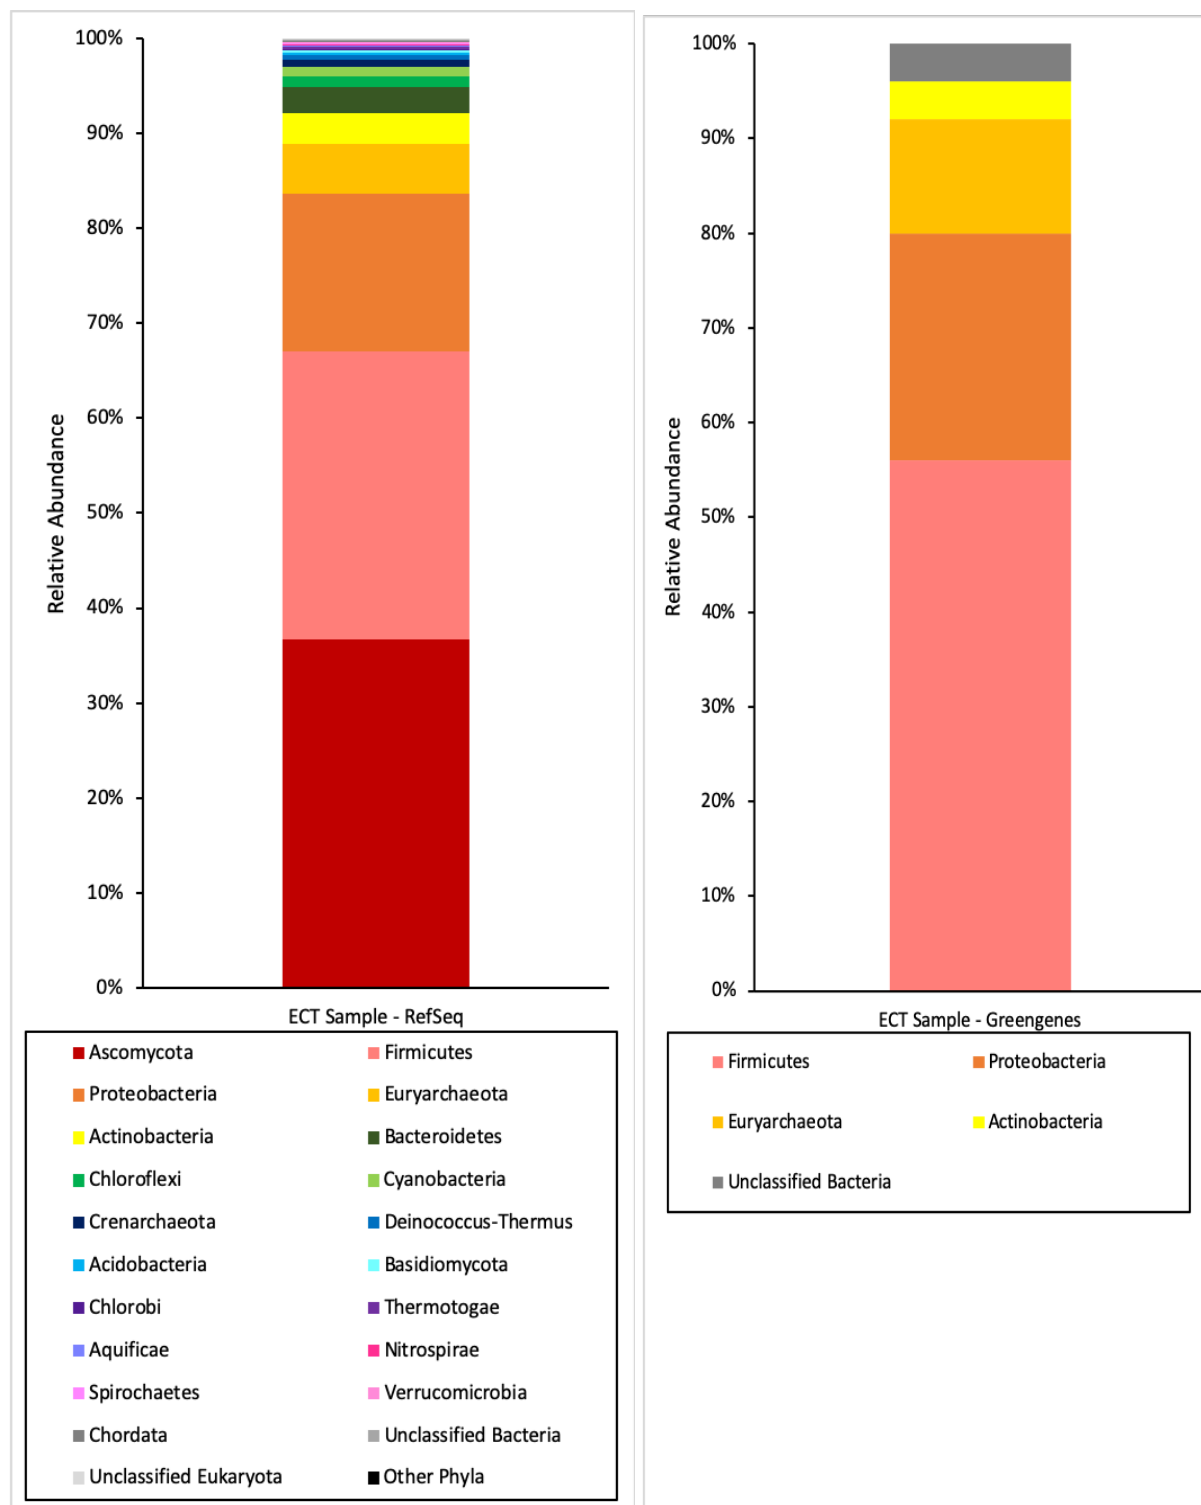 100%
90%
80%
70%
60%
50%
40%
30%
20%
10%
0%
Relative Abundance
ECT Sample - RefSeq
Ascomycota Firmicutes
Proteobacteria Euryarchaeota
Actinobacteria Bacteroidetes
Chloroflexi Cyanobacteria
Crenarchaeota Deinococcus-Thermus
Acidobacteria Basidiomycota
Chlorobi Thermotogae
Aquificae Nitrospirae
Spirochaetes Verrucomicrobia
Chordata Unclassified Bacteria
Unclassified Eukaryota Other Phyla
100%
90%
80%
70%
60%
50%
40%
30%
20%
10%
0%
Relative Abundance
ECT Sample - Greengenes
Firmicutes Proteobacteria
Euryarchaeota Actinobacteria
Unclassified Bacteria